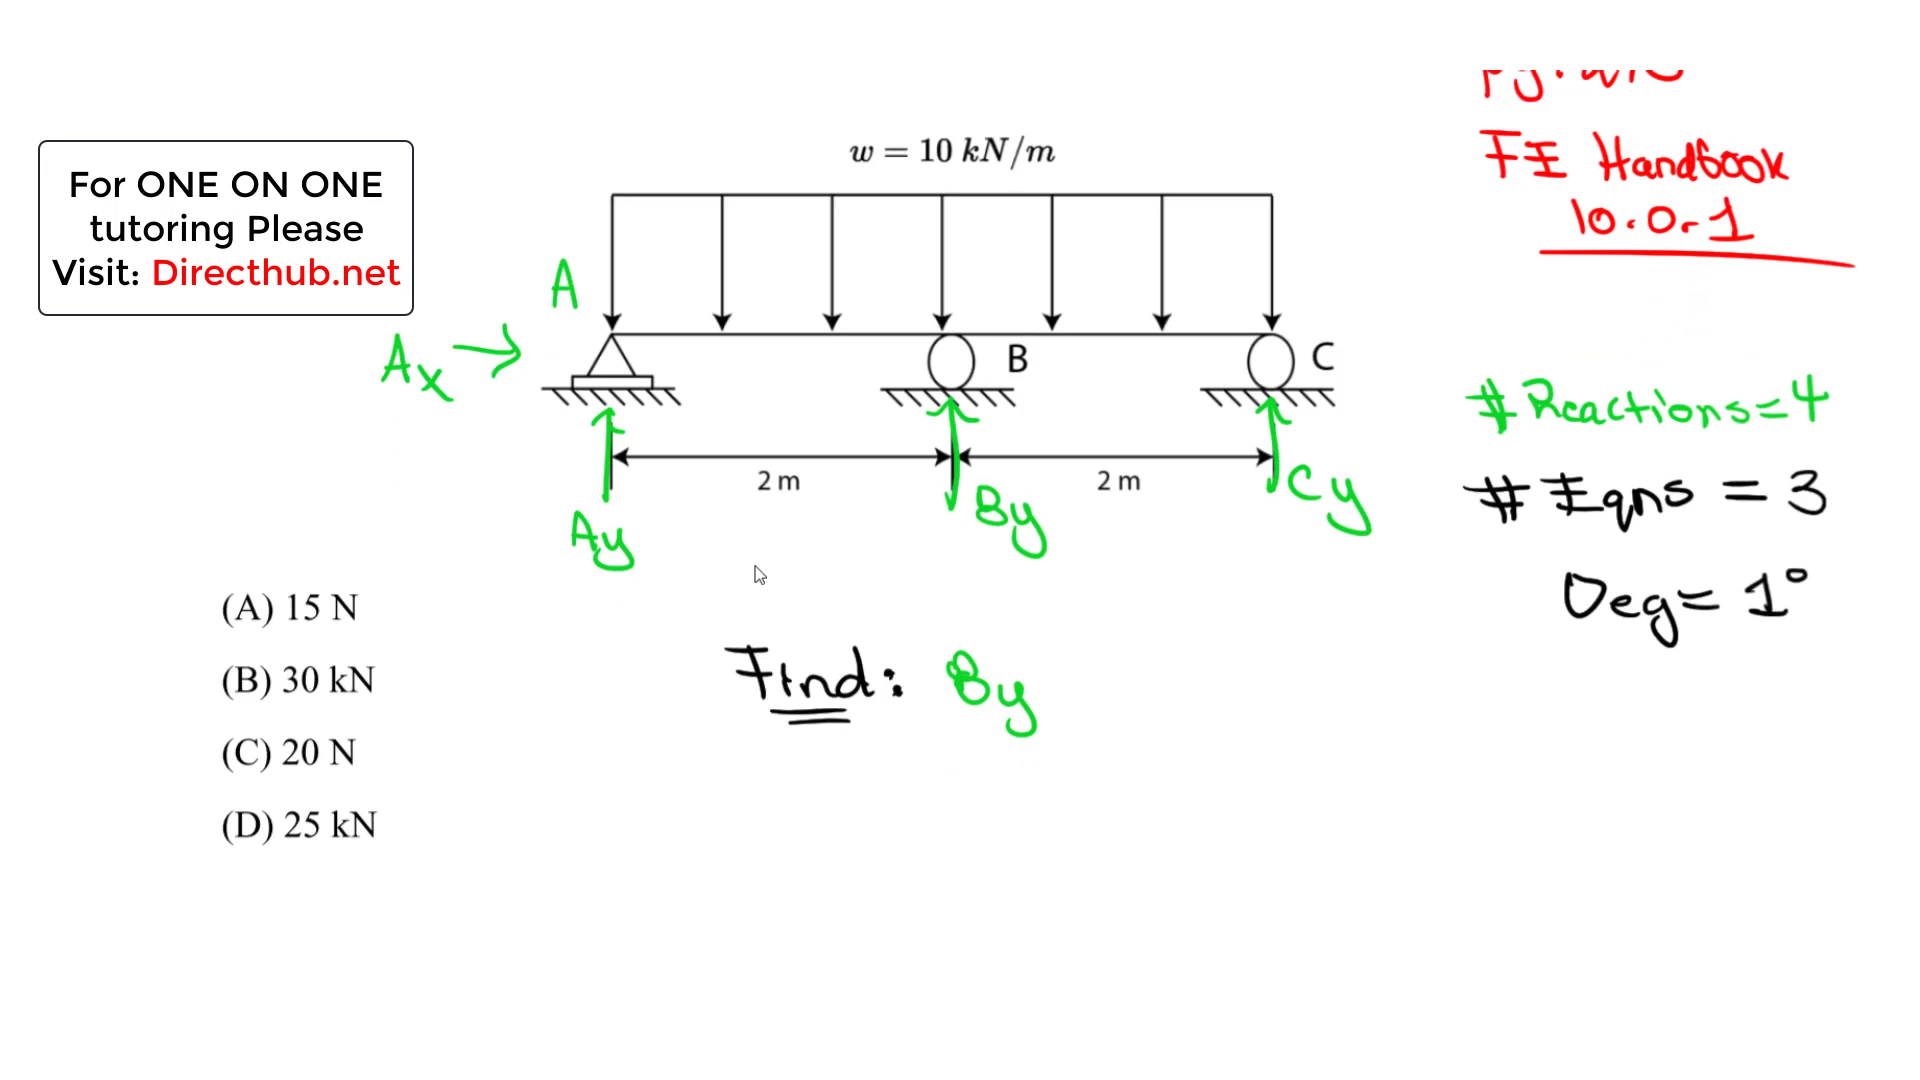 For ONE ON ONE
tutoring Please
Visit: Directhub.net
w = 10 kN/m
FE Handbook
10.0.1
A
Ax
B
C
2 m
2 m
Ay
By
Cy
# Reactions = 4
# Eqns = 3
Deg = 1°
(A) 15 N
(B) 30 kN
(C) 20 N
(D) 25 kN
Find: By